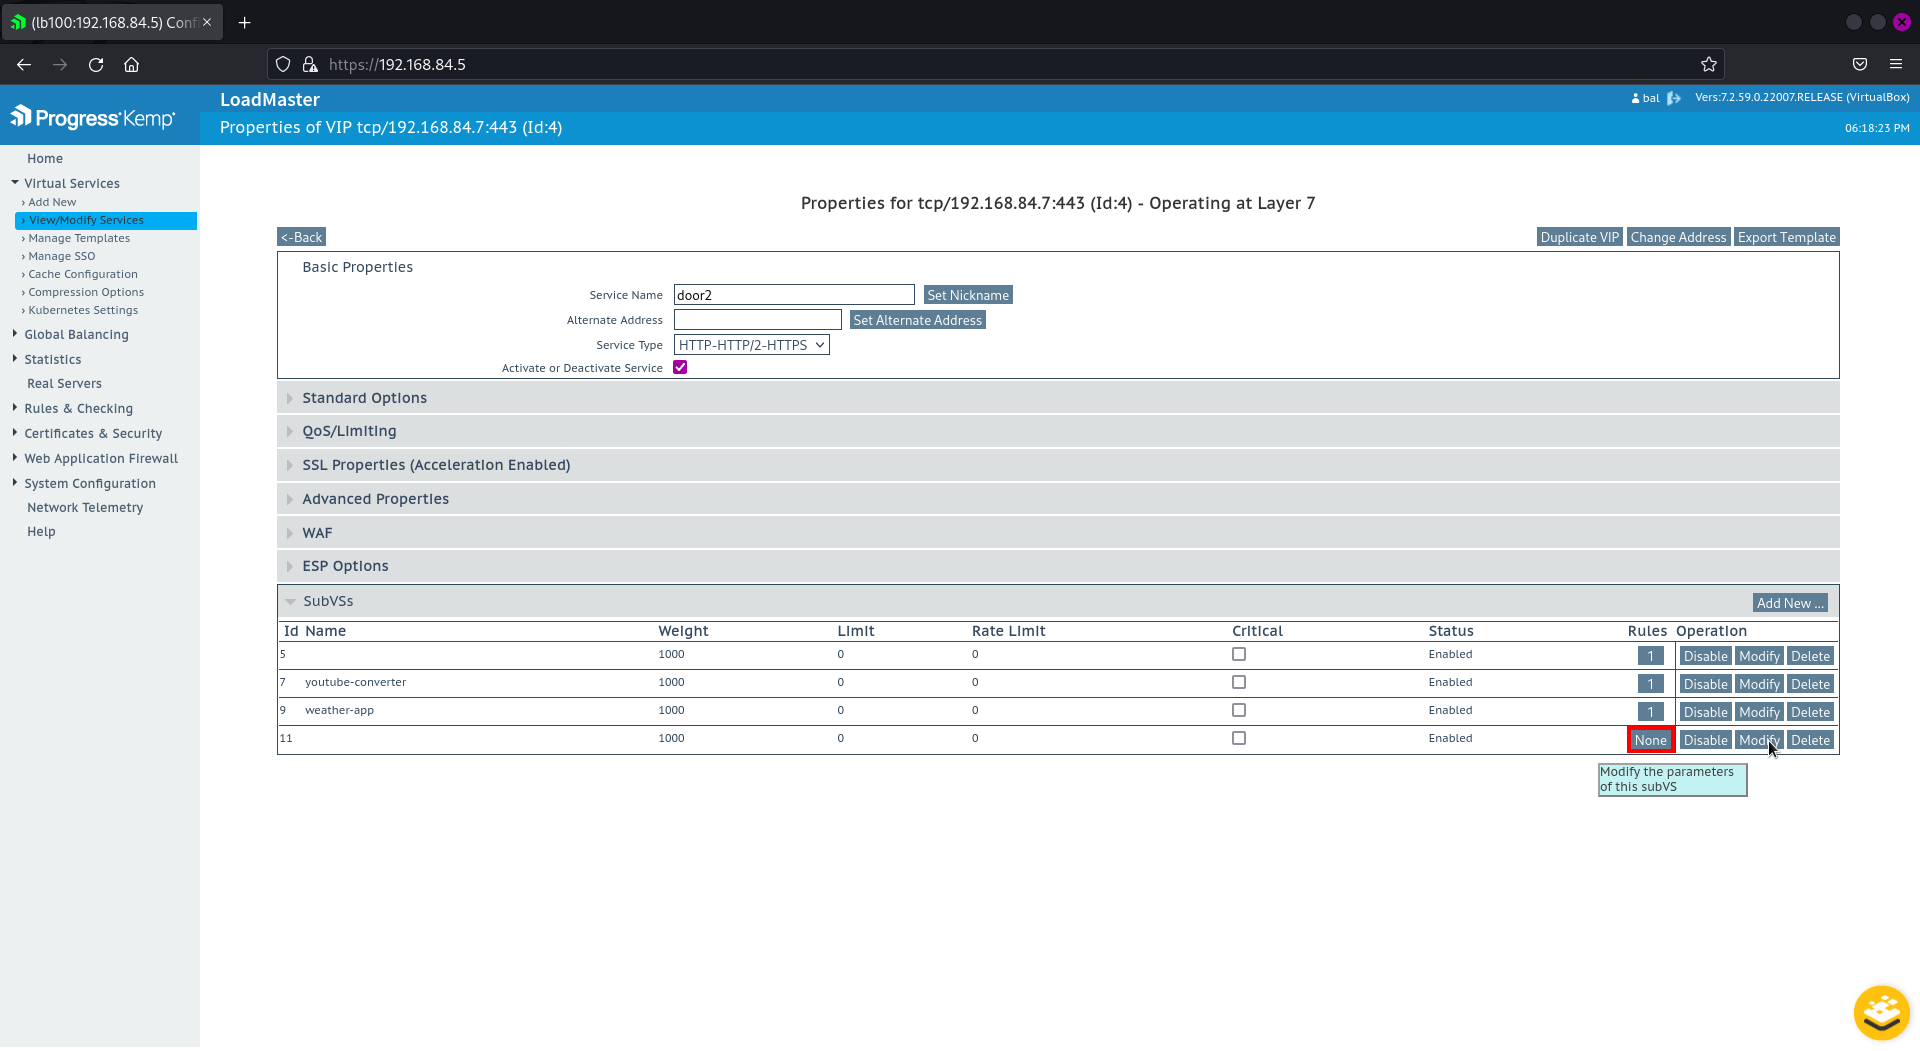 (lb100:192.168.84.5) Conf
https://192.168.84.5
Progress Kemp
LoadMaster
bal
Vers:7.2.59.0.22007.RELEASE (VirtualBox)
Properties of VIP tcp/192.168.84.7:443 (Id:4)
06:18:23 PM
Home
Virtual Services
› Add New
› View/Modify Services
› Manage Templates
› Manage SSO
› Cache Configuration
› Compression Options
› Kubernetes Settings
Global Balancing
Statistics
Real Servers
Rules & Checking
Certificates & Security
Web Application Firewall
System Configuration
Network Telemetry
Help
Properties for tcp/192.168.84.7:443 (Id:4) - Operating at Layer 7
<-Back
Duplicate VIP Change Address Export Template
Basic Properties
Service Name door2 Set Nickname
Alternate Address Set Alternate Address
Service Type HTTP-HTTP/2-HTTPS
Activate or Deactivate Service
Standard Options
QoS/Limiting
SSL Properties (Acceleration Enabled)
Advanced Properties
WAF
ESP Options
SubVSs
Add New ...
Id Name Weight Limit Rate Limit Critical Status Rules Operation
5 1000 0 0 Enabled 1 Disable Modify Delete
7 youtube-converter 1000 0 0 Enabled 1 Disable Modify Delete
9 weather-app 1000 0 0 Enabled 1 Disable Modify Delete
11 1000 0 0 Enabled None Disable Modify Delete
Modify the parameters
of this subVS